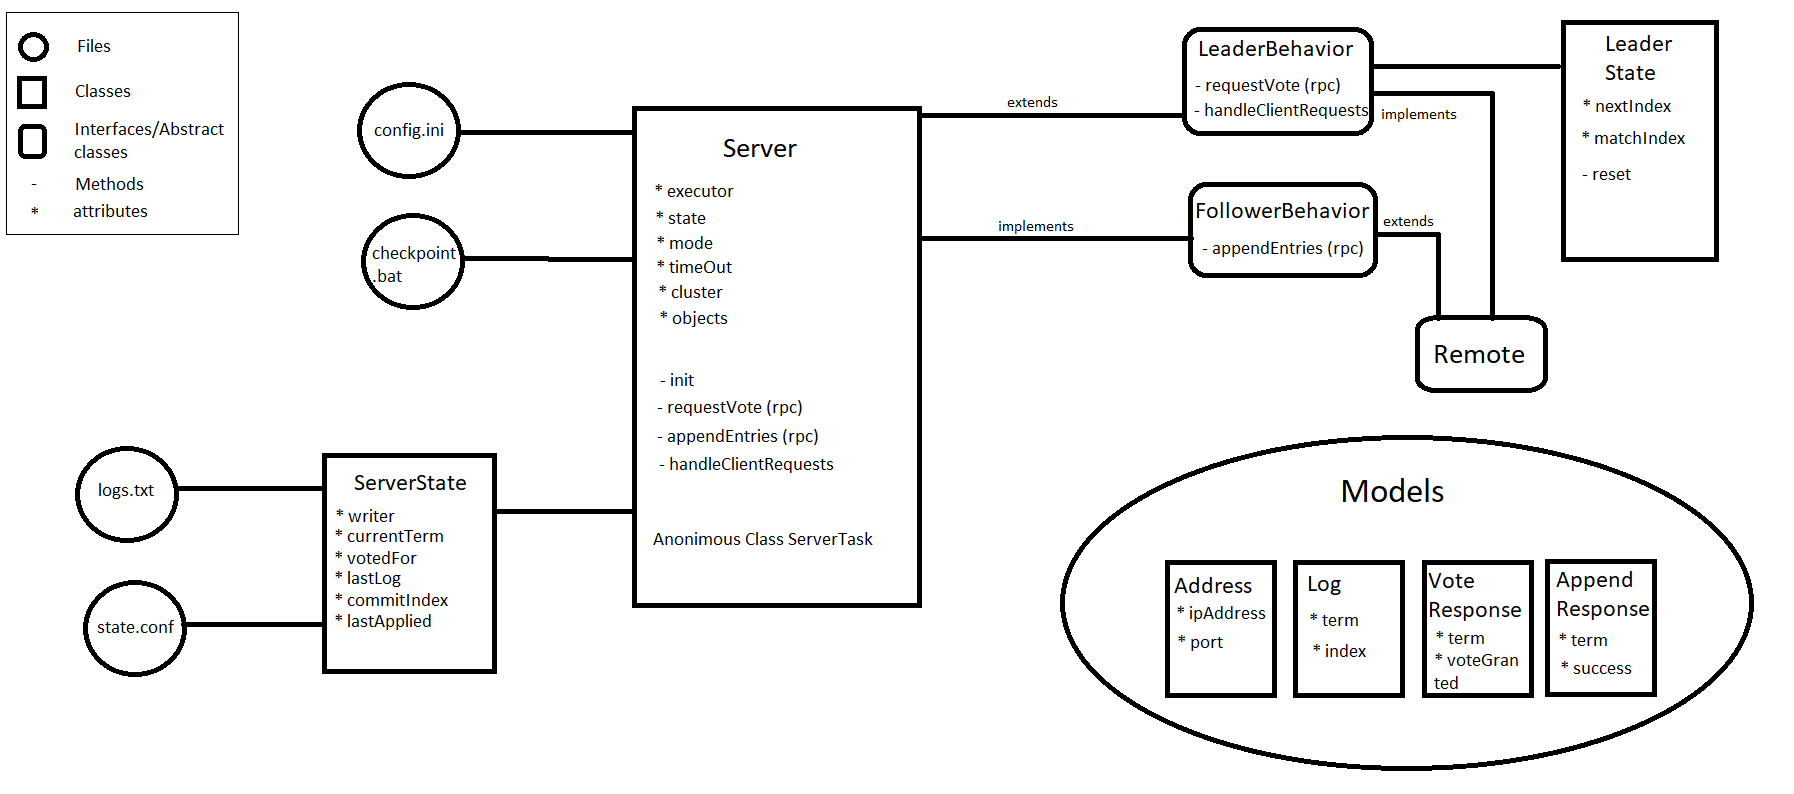 Files
Classes
Interfaces/Abstract
classes
- Methods
* attributes
config.ini
checkpoint
.bat
logs.txt
state.conf
ServerState
* writer
* currentTerm
* votedFor
* lastLog
* commitIndex
* lastApplied
Server
* executor
* state
* mode
* timeOut
* cluster
* objects
- init
- requestVote (rpc)
- appendEntries (rpc)
- handleClientRequests
Anonimous Class ServerTask
extends
implements
LeaderBehavior
- requestVote (rpc)
- handleClientRequests
implements
FollowerBehavior
- appendEntries (rpc)
extends
Leader
State
* nextIndex
* matchIndex
- reset
Remote
Models
Address
* ipAddress
* port
Log
* term
* index
Vote
Response
* term
* voteGran
ted
Append
Response
* term
* success